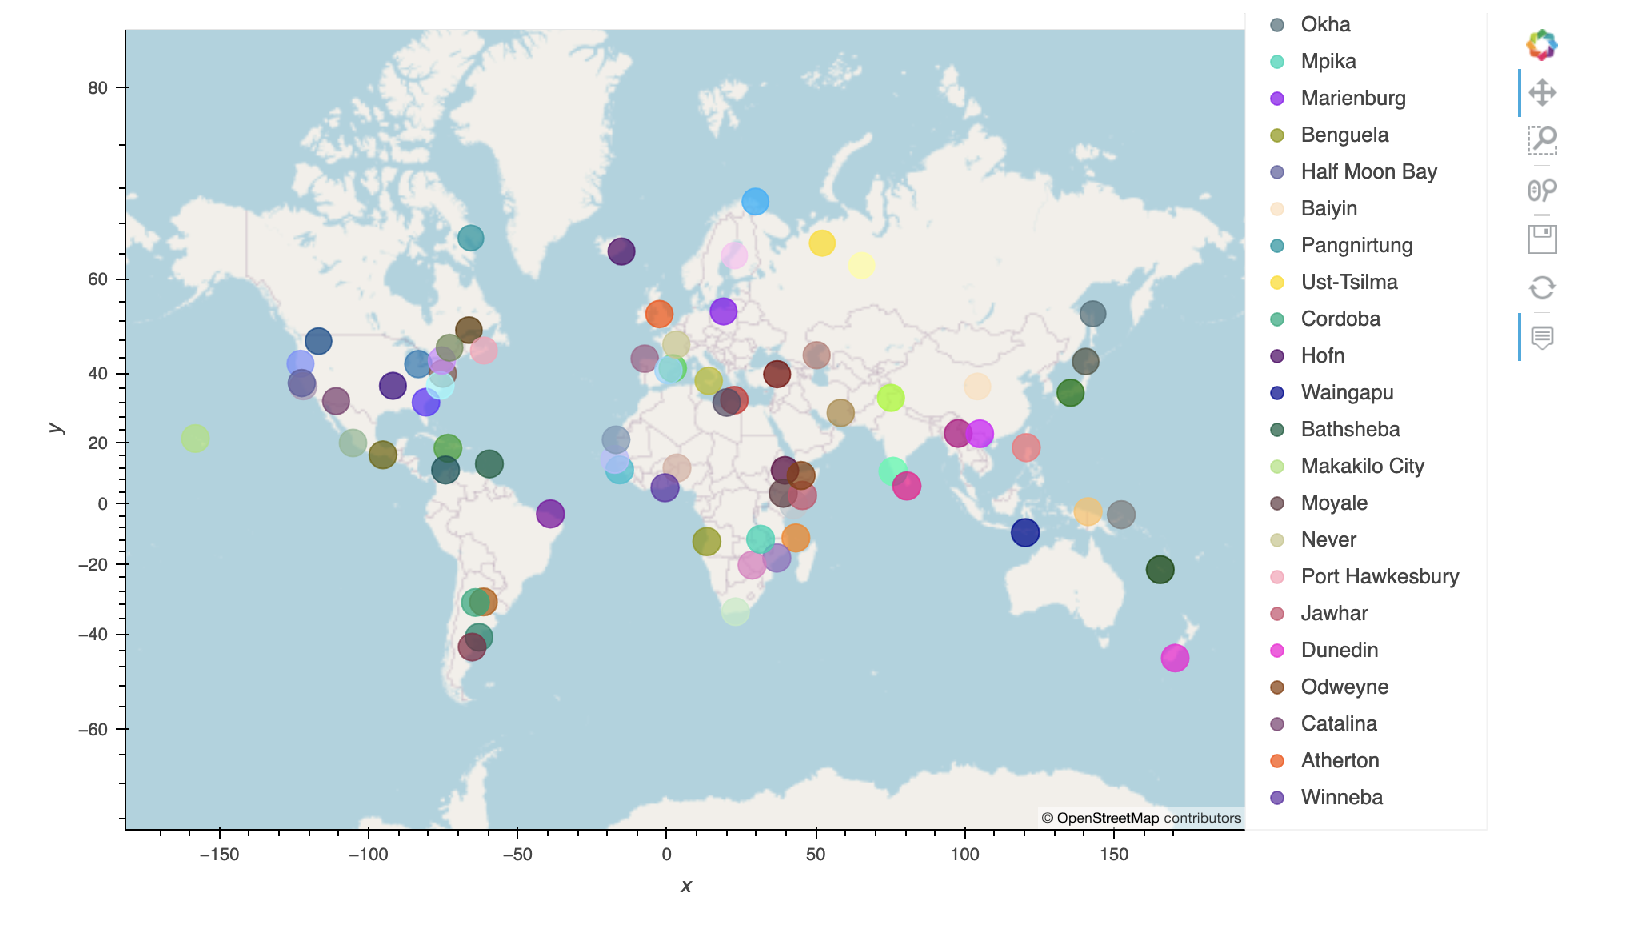 80
60
40
20
0
−20
−40
−60
y
−150
−100
−50
0
50
100
150
x
© OpenStreetMap contributors
Okha
Mpika
Marienburg
Benguela
Half Moon Bay
Baiyin
Pangnirtung
Ust-Tsilma
Cordoba
Hofn
Waingapu
Bathsheba
Makakilo City
Moyale
Never
Port Hawkesbury
Jawhar
Dunedin
Odweyne
Catalina
Atherton
Winneba